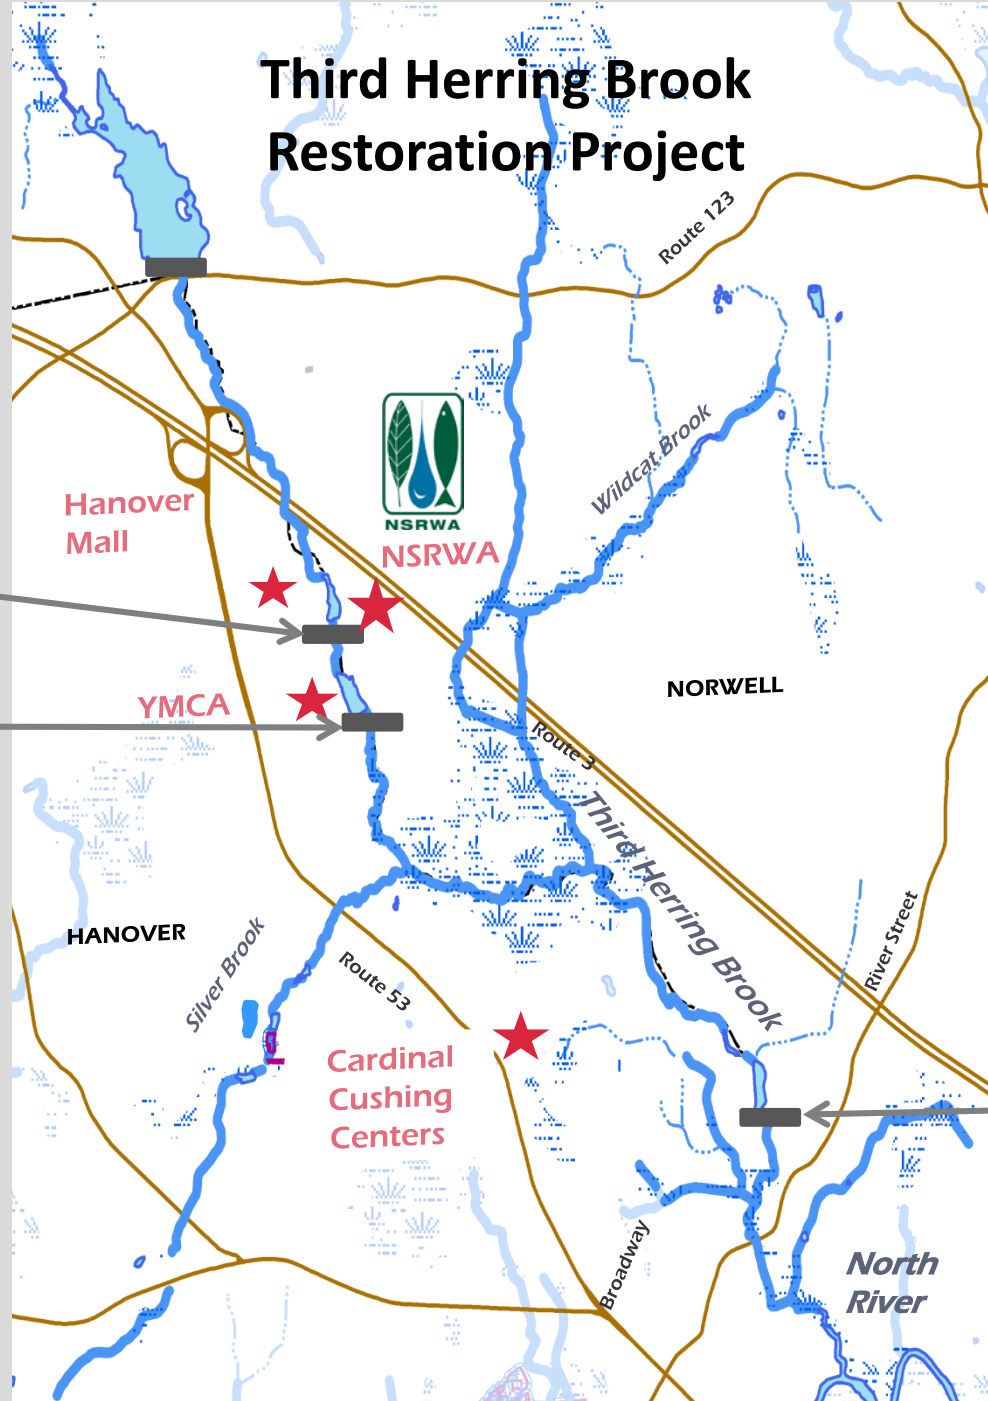 Third Herring Brook
Restoration Project
Route 123
Wildcat Brook
Hanover
Mall
NSRWA
NSRWA
YMCA
NORWELL
Route 3
Third Herring Brook
HANOVER
Silver Brook
Route 53
River Street
Cardinal
Cushing
Centers
Broadway
North
River